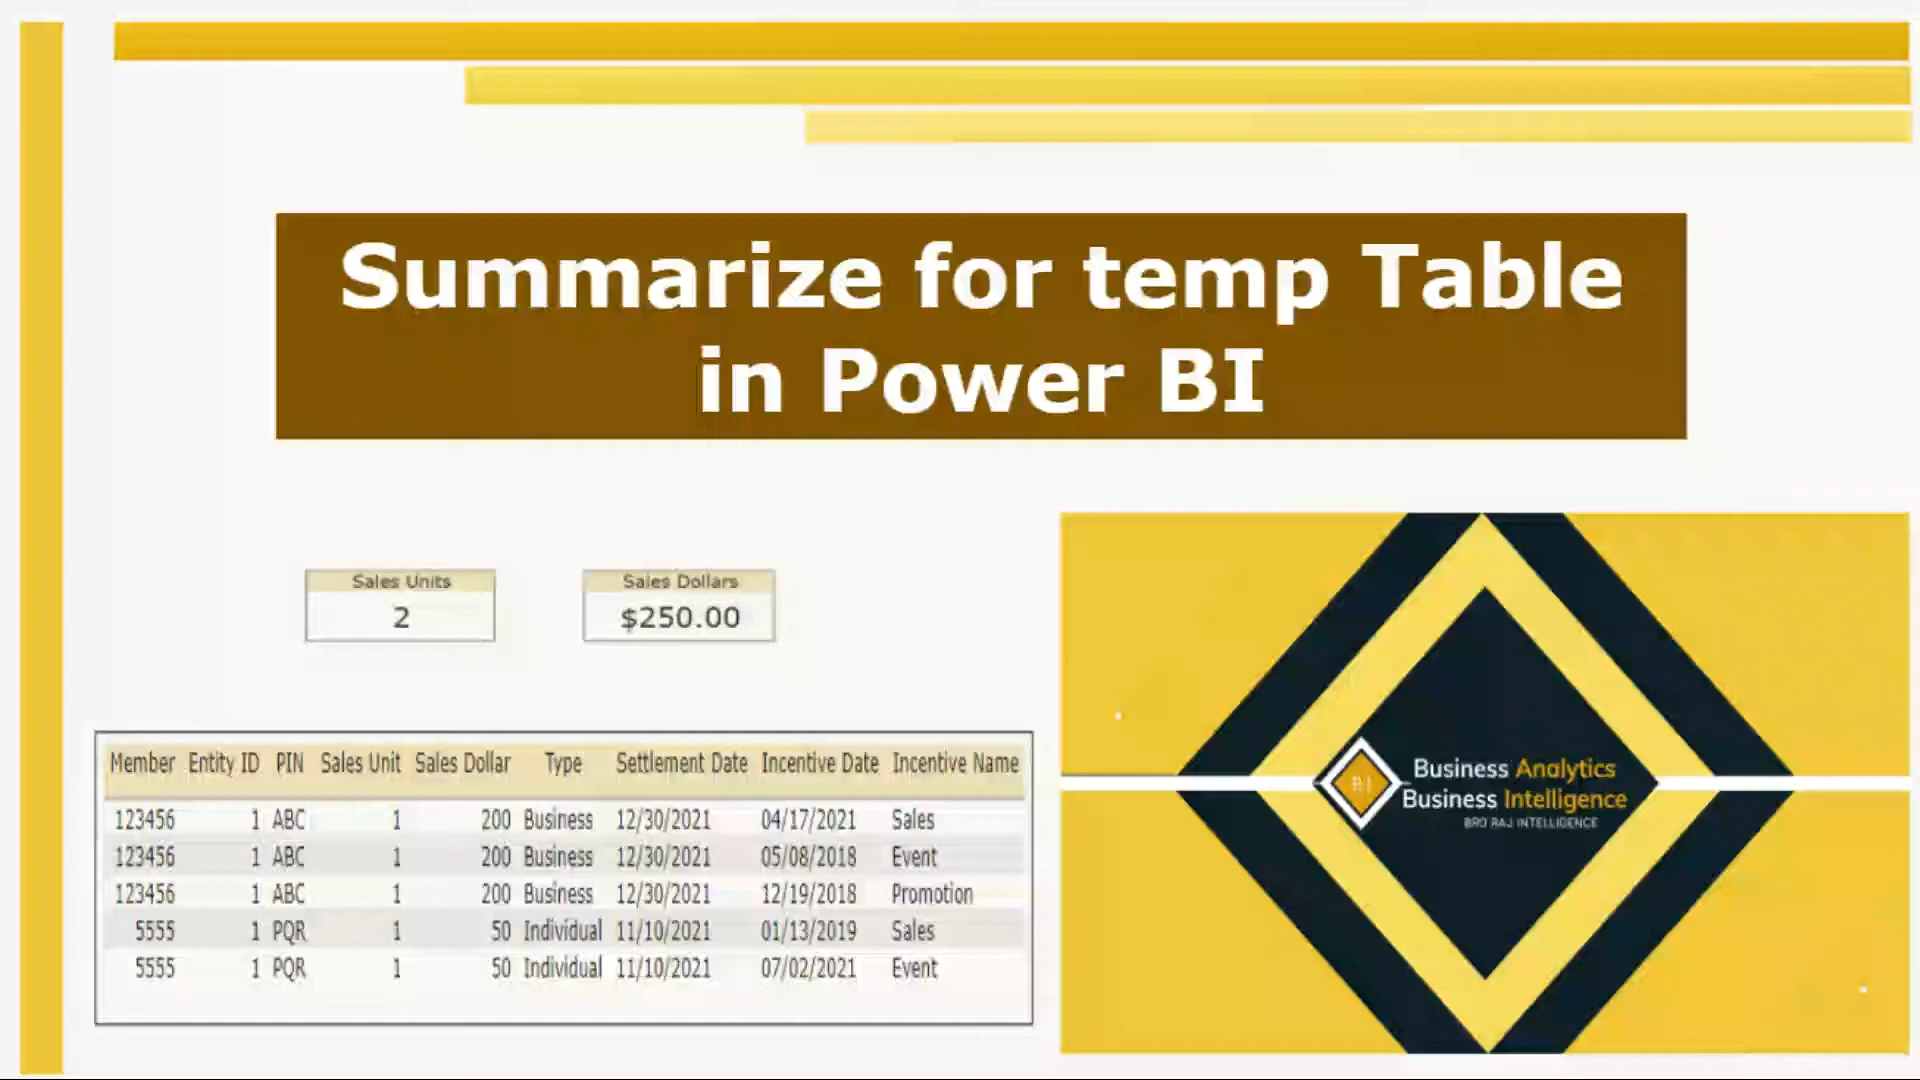 Summarize for temp Table
in Power BI
Sales Units
2
Sales Dollars
$250.00
Member Entity ID PIN Sales Unit Sales Dollar Type Settlement Date Incentive Date Incentive Name
123456 1 ABC 1 200 Business 12/30/2021 04/17/2021 Sales
123456 1 ABC 1 200 Business 12/30/2021 05/08/2018 Event
123456 1 ABC 1 200 Business 12/30/2021 12/19/2018 Promotion
5555 1 PQR 1 50 Individual 11/10/2021 01/13/2019 Sales
5555 1 PQR 1 50 Individual 11/10/2021 07/02/2021 Event
BI
Business Analytics
Business Intelligence
BRO RAJ INTELLIGENCE